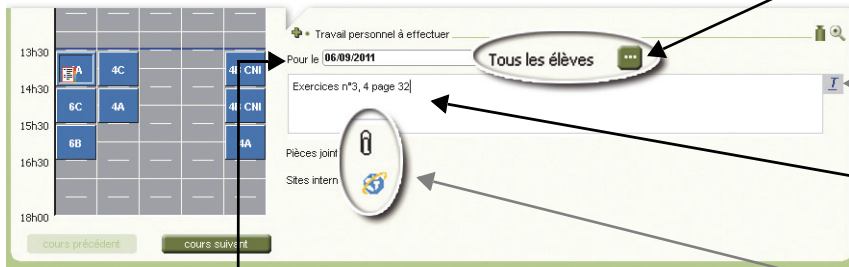 Travail personnel à effectuer
Pour le 06/09/2011
Tous les élèves
Exercices n°3, 4 page 32
T
Pièces joint
Sites intern
13h30
14h30
15h30
16h30
18h00
A 4C 4B CNI
6C 4A 4B CNI
6B 4A
cours précédent
cours suivant